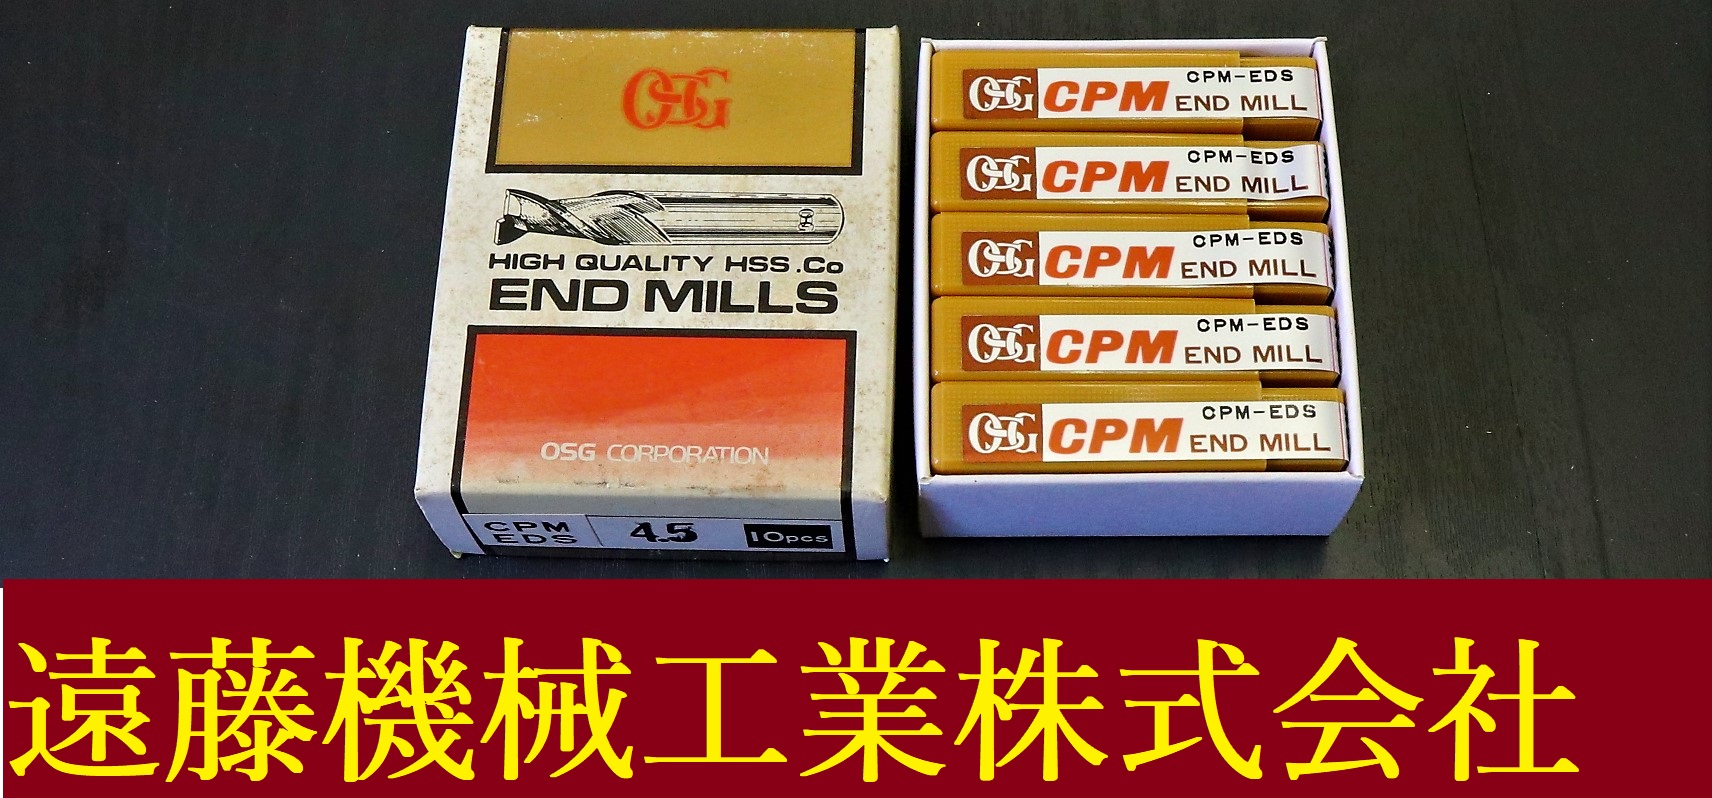 OSG
HIGH QUALITY HSS.Co
END MILLS
OSG CORPORATION
CPM
EDS
4.5
10pcs
OSG CPM CPM-EDS
END MILL
OSG CPM CPM-EDS
END MILL
OSG CPM CPM-EDS
END MILL
OSG CPM CPM-EDS
END MILL
OSG CPM CPM-EDS
END MILL
遠藤機械工業株式会社